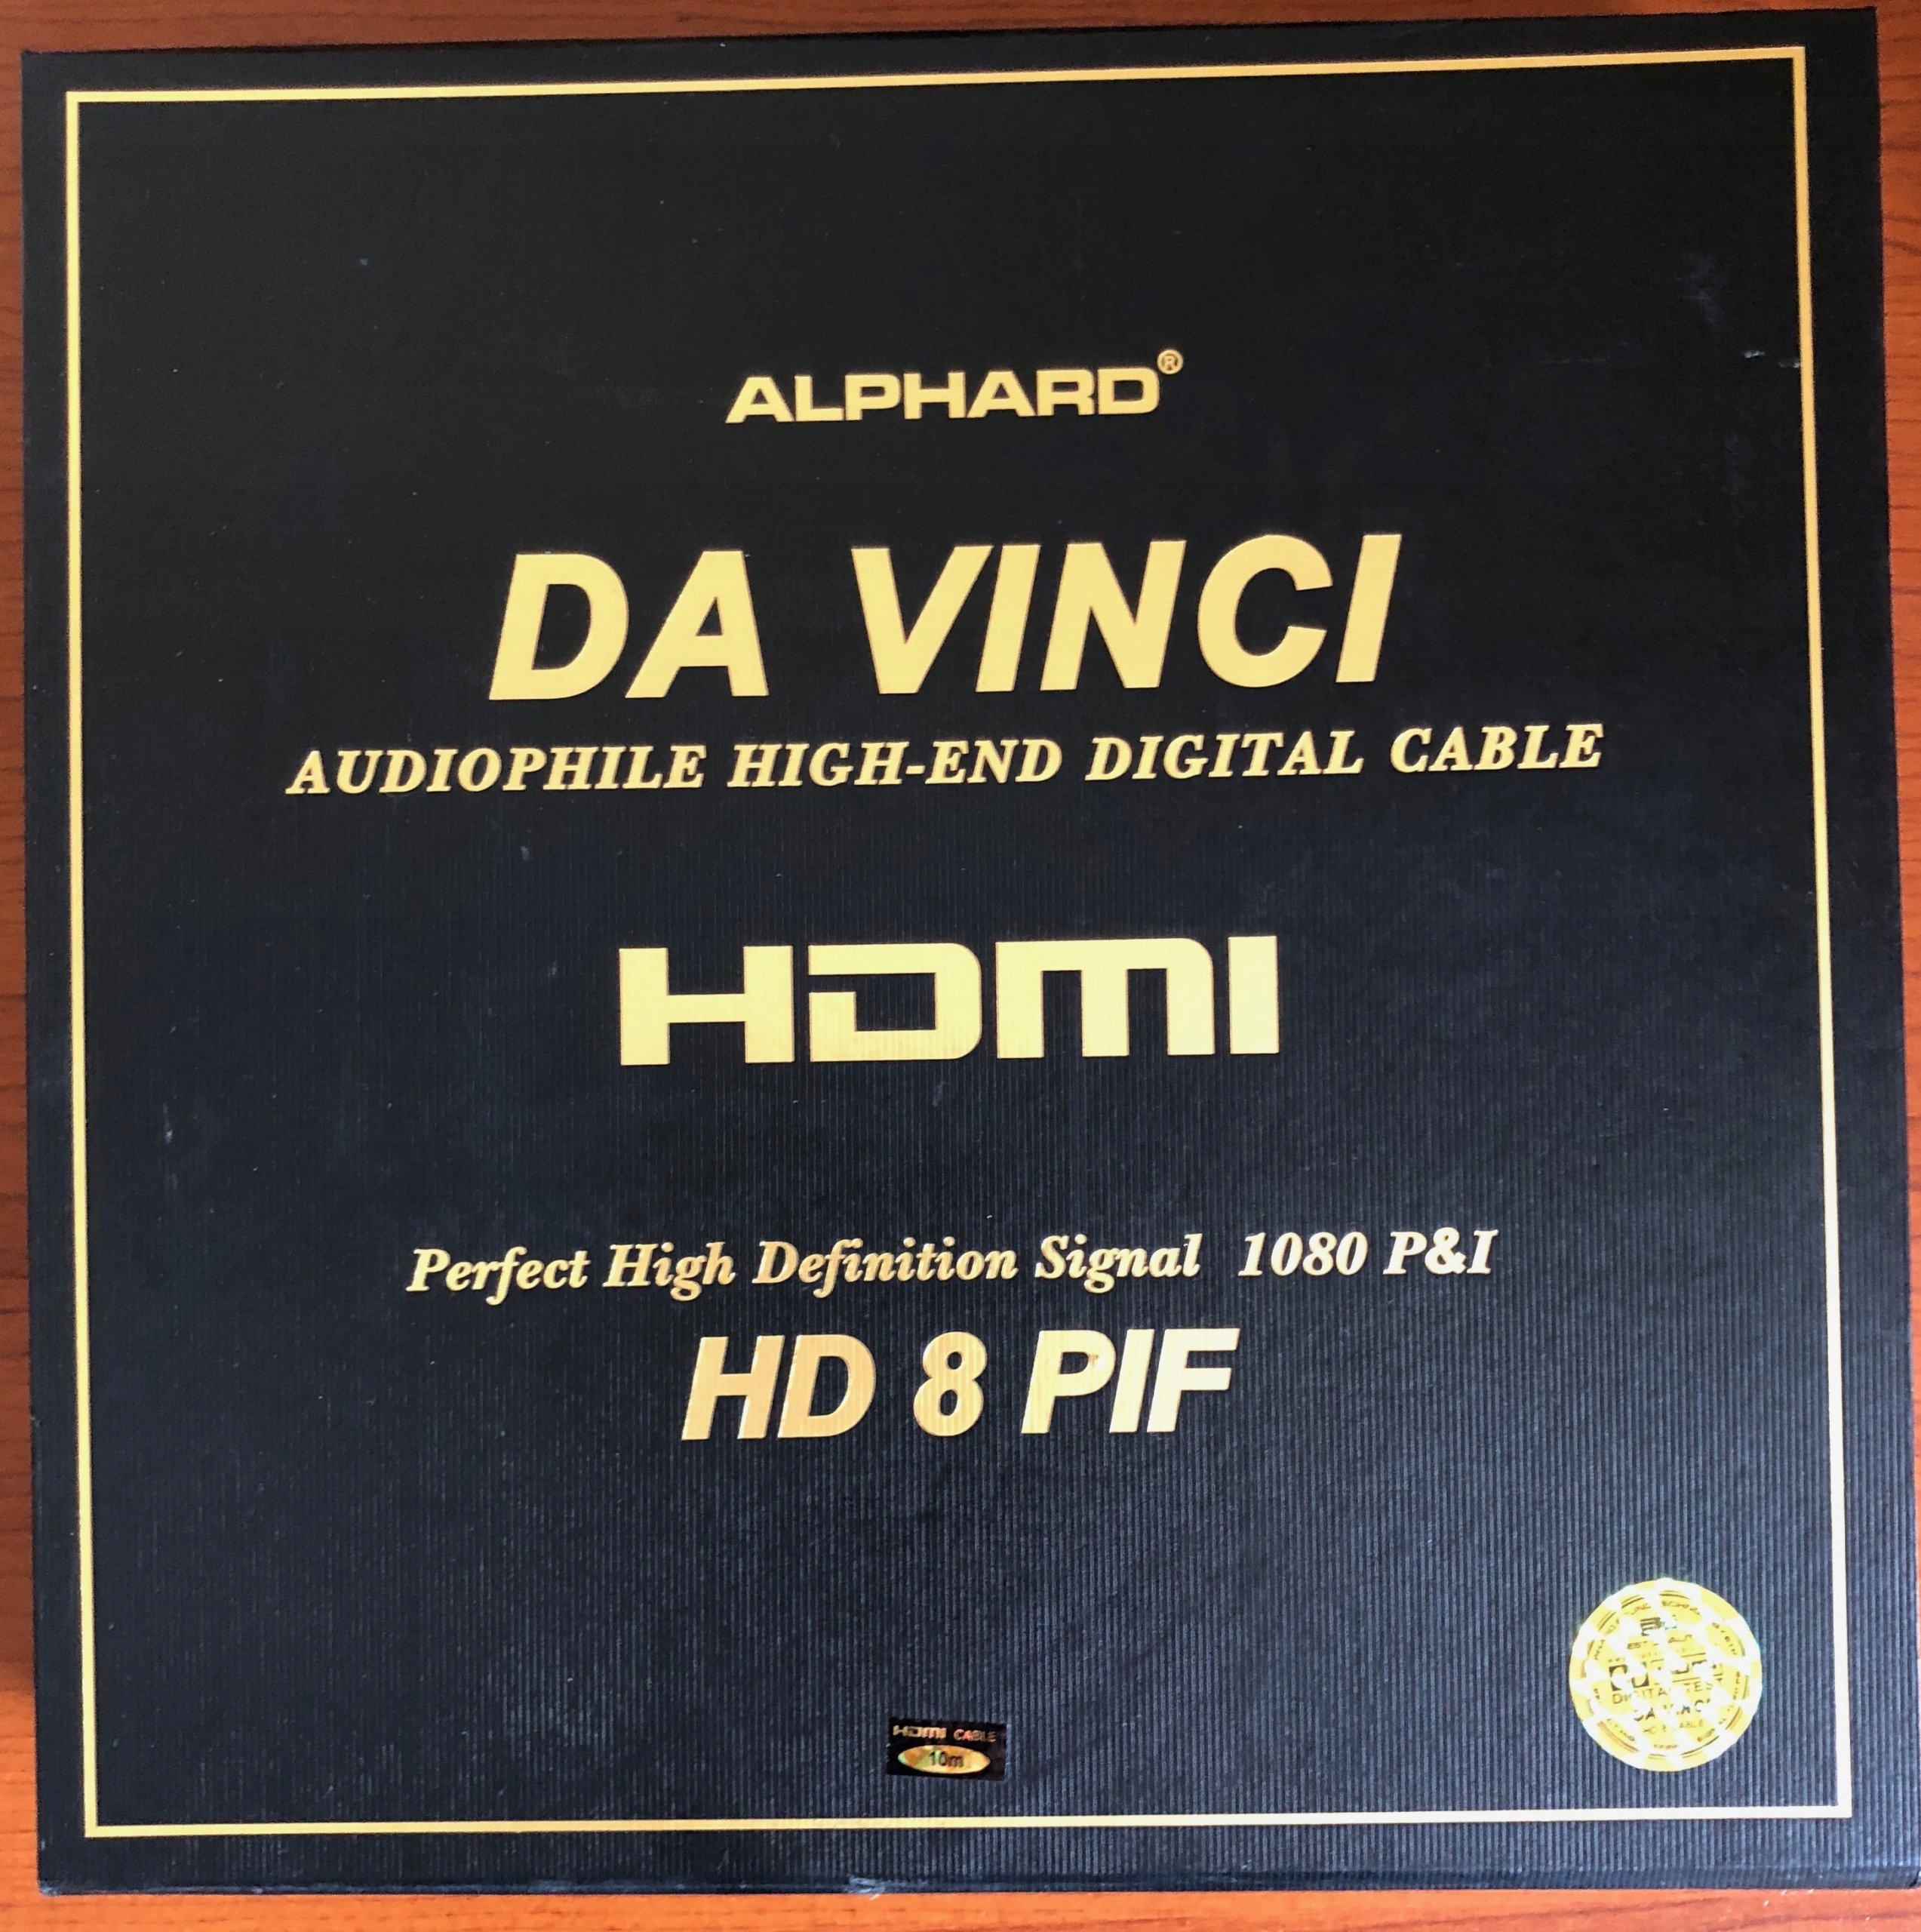 ALPHARD®
DA VINCI
AUDIOPHILE HIGH-END DIGITAL CABLE
HDMI
Perfect High Definition Signal 1080 P&I
HD 8 PIF
HDMI CABLE
10m